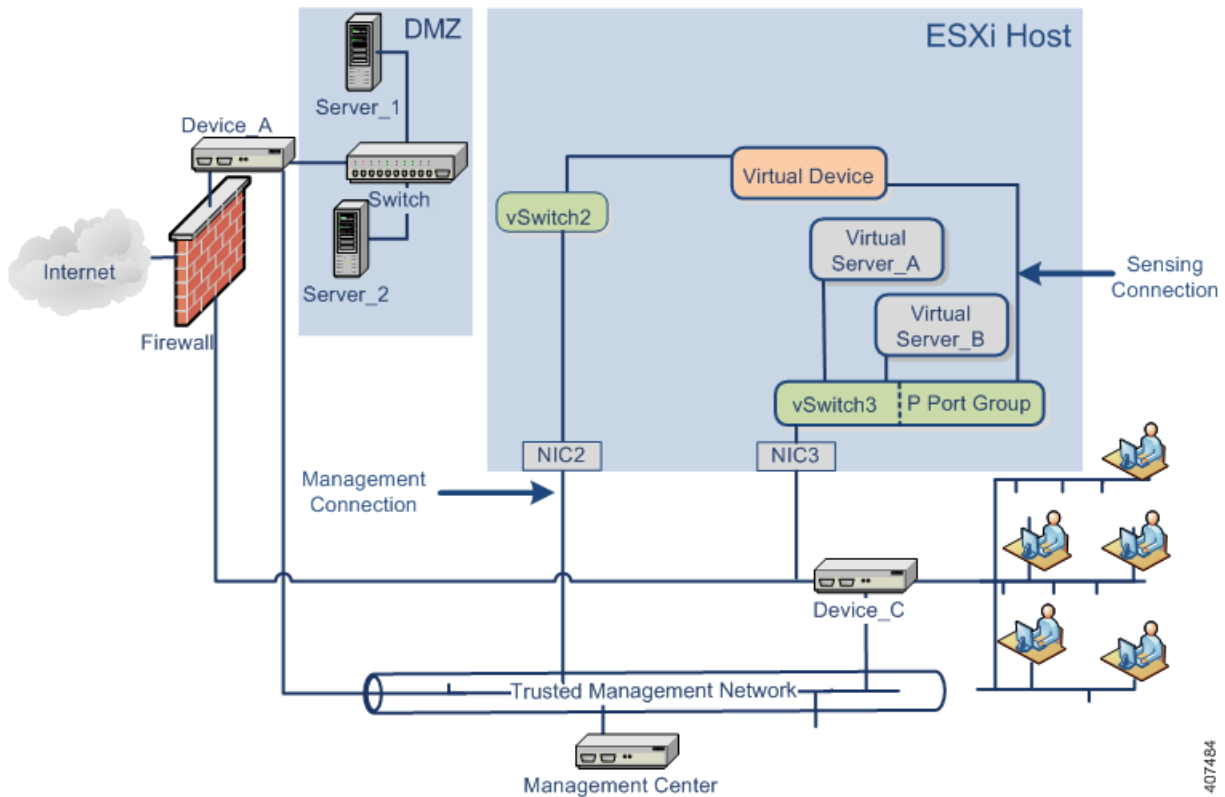 DMZ
ESXi Host
Server_1
Device_A
Switch
Virtual Device
vSwitch2
Virtual
Server_A
Internet
Server_2
Sensing
Connection
Virtual
Server_B
Firewall
vSwitch3
P Port Group
NIC2
NIC3
Management
Connection
Device_C
Trusted Management Network
Management Center
407484